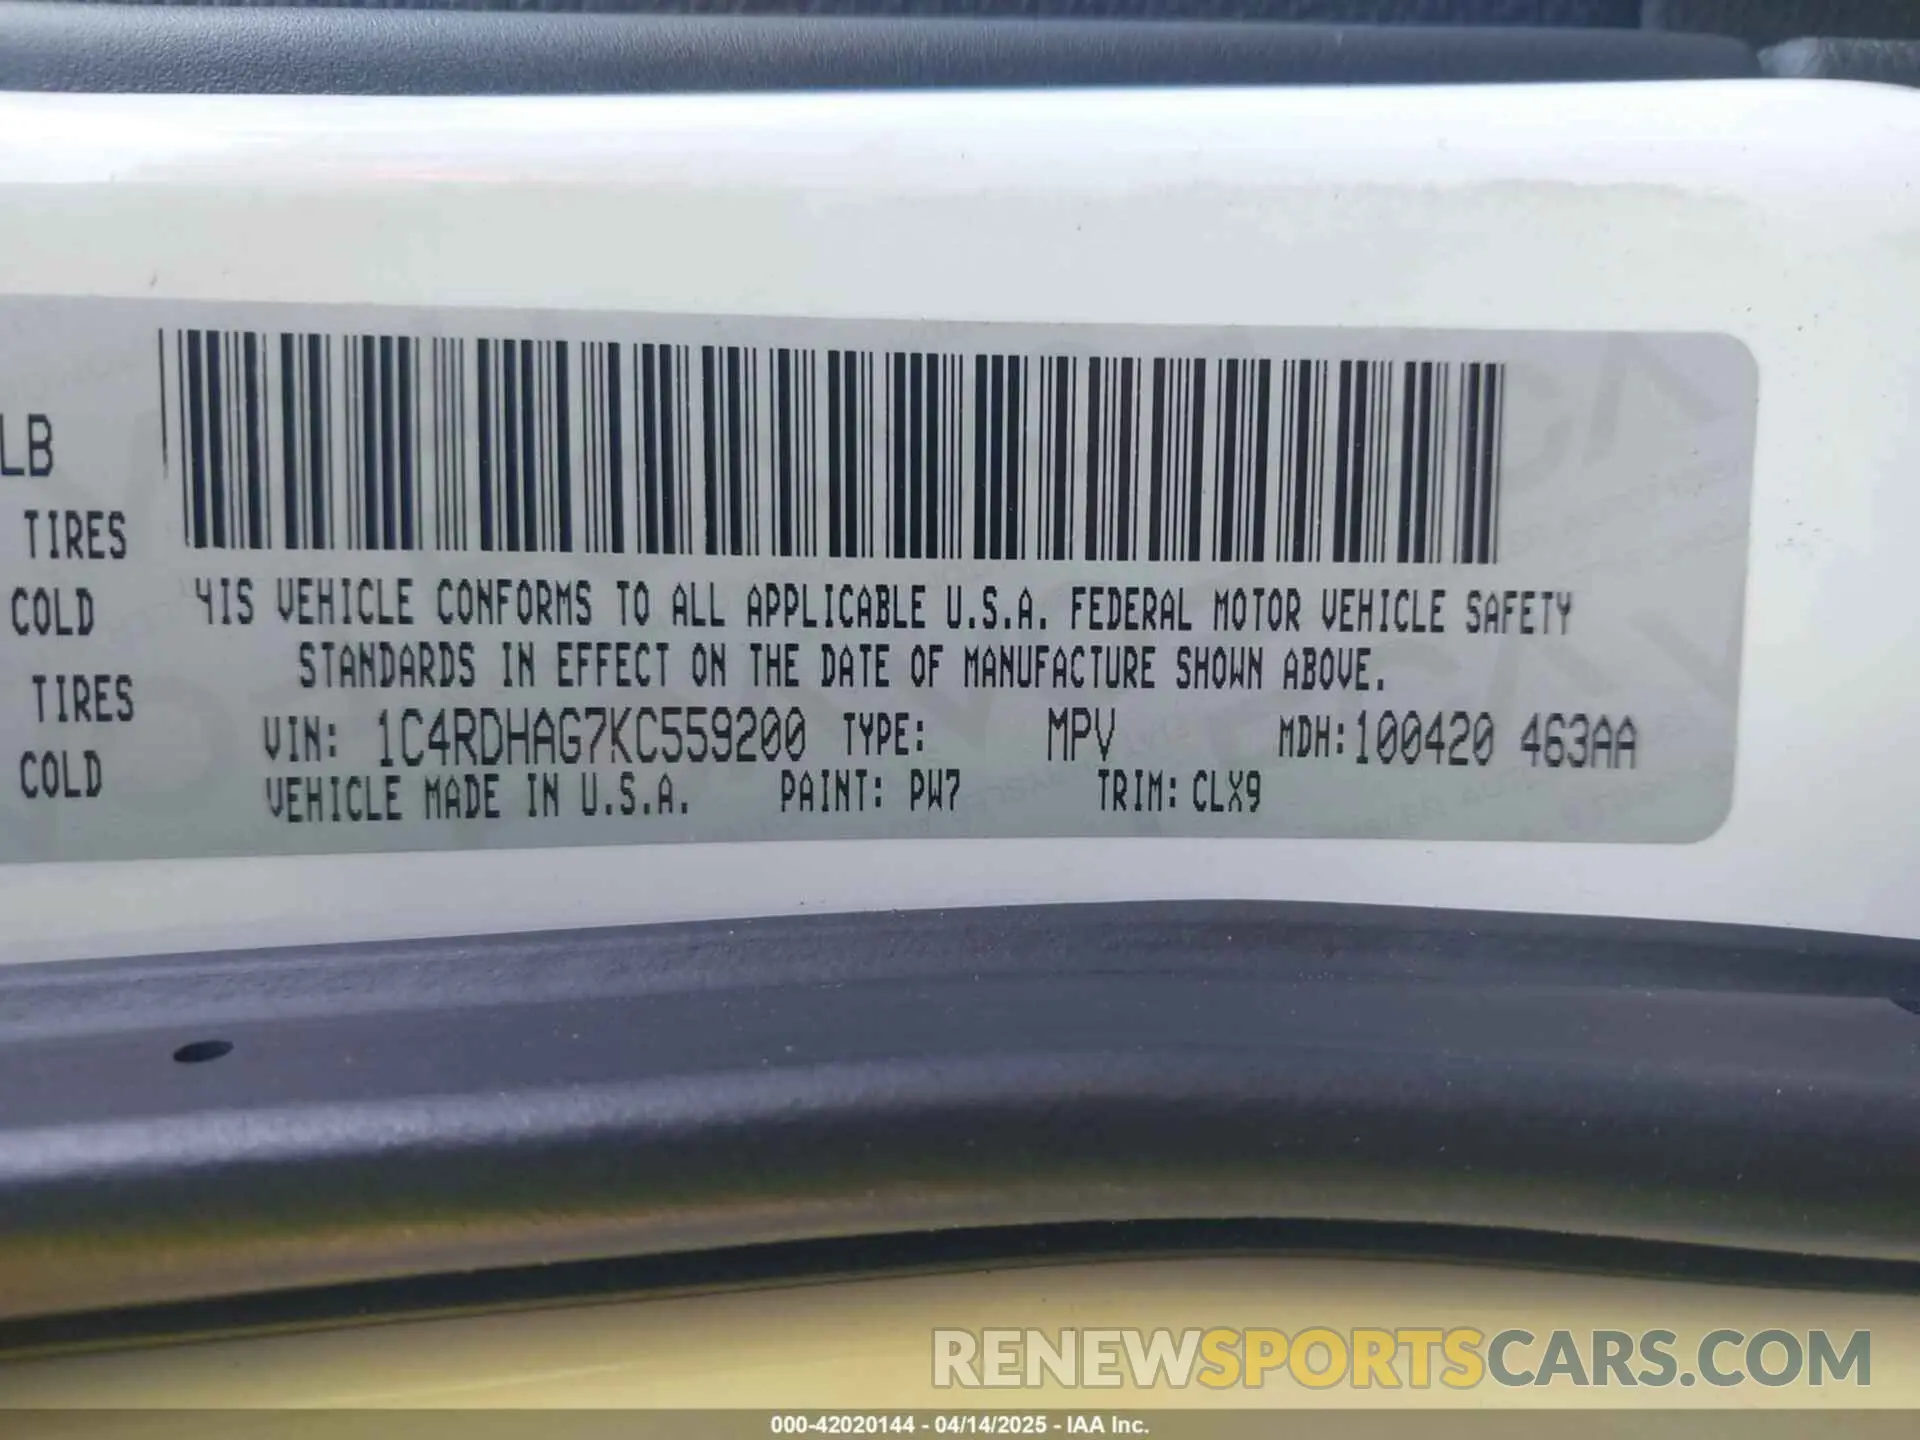 LB
TIRES
COLD
TIRES
COLD
HIS VEHICLE CONFORMS TO ALL APPLICABLE U.S.A. FEDERAL MOTOR VEHICLE SAFETY
STANDARDS IN EFFECT ON THE DATE OF MANUFACTURE SHOWN ABOVE.
VIN: 1C4RDHAG7KC559200 TYPE: MPV MDH:100420 463AA
VEHICLE MADE IN U.S.A. PAINT: PW7 TRIM: CLX9
RENEWSPORTSCARS.COM
000-42020144 - 04/14/2025 - IAA Inc.